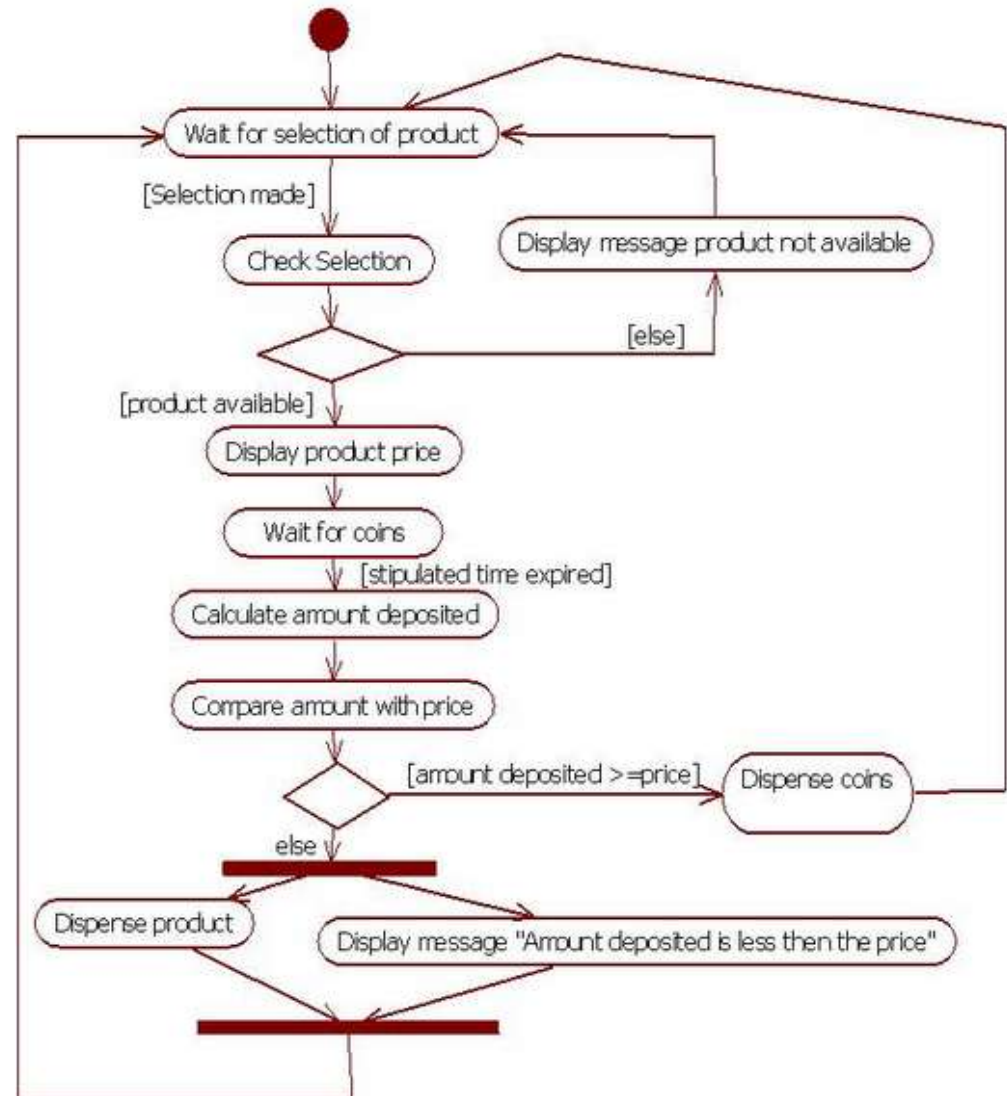 Wait for selection of product
[Selection made]
Check Selection
Display message product not available
[else]
[product available]
Display product price
Wait for coins
[stipulated time expired]
Calculate amount deposited
Compare amount with price
[amount deposited >=price]
Dispense coins
else
Dispense product
Display message "Amount deposited is less then the price"